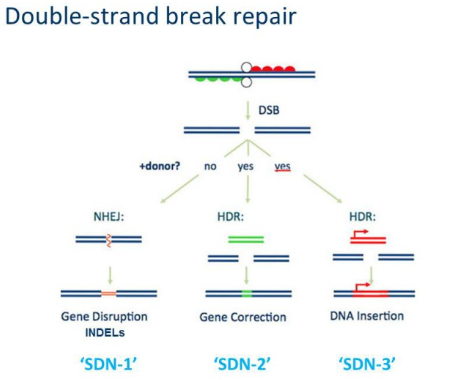 Double-strand break repair
DSB
+donor? no yes yes
NHEJ: HDR: HDR:
Gene Disruption Gene Correction DNA Insertion
INDELs
‘SDN-1’ ‘SDN-2’ ‘SDN-3’